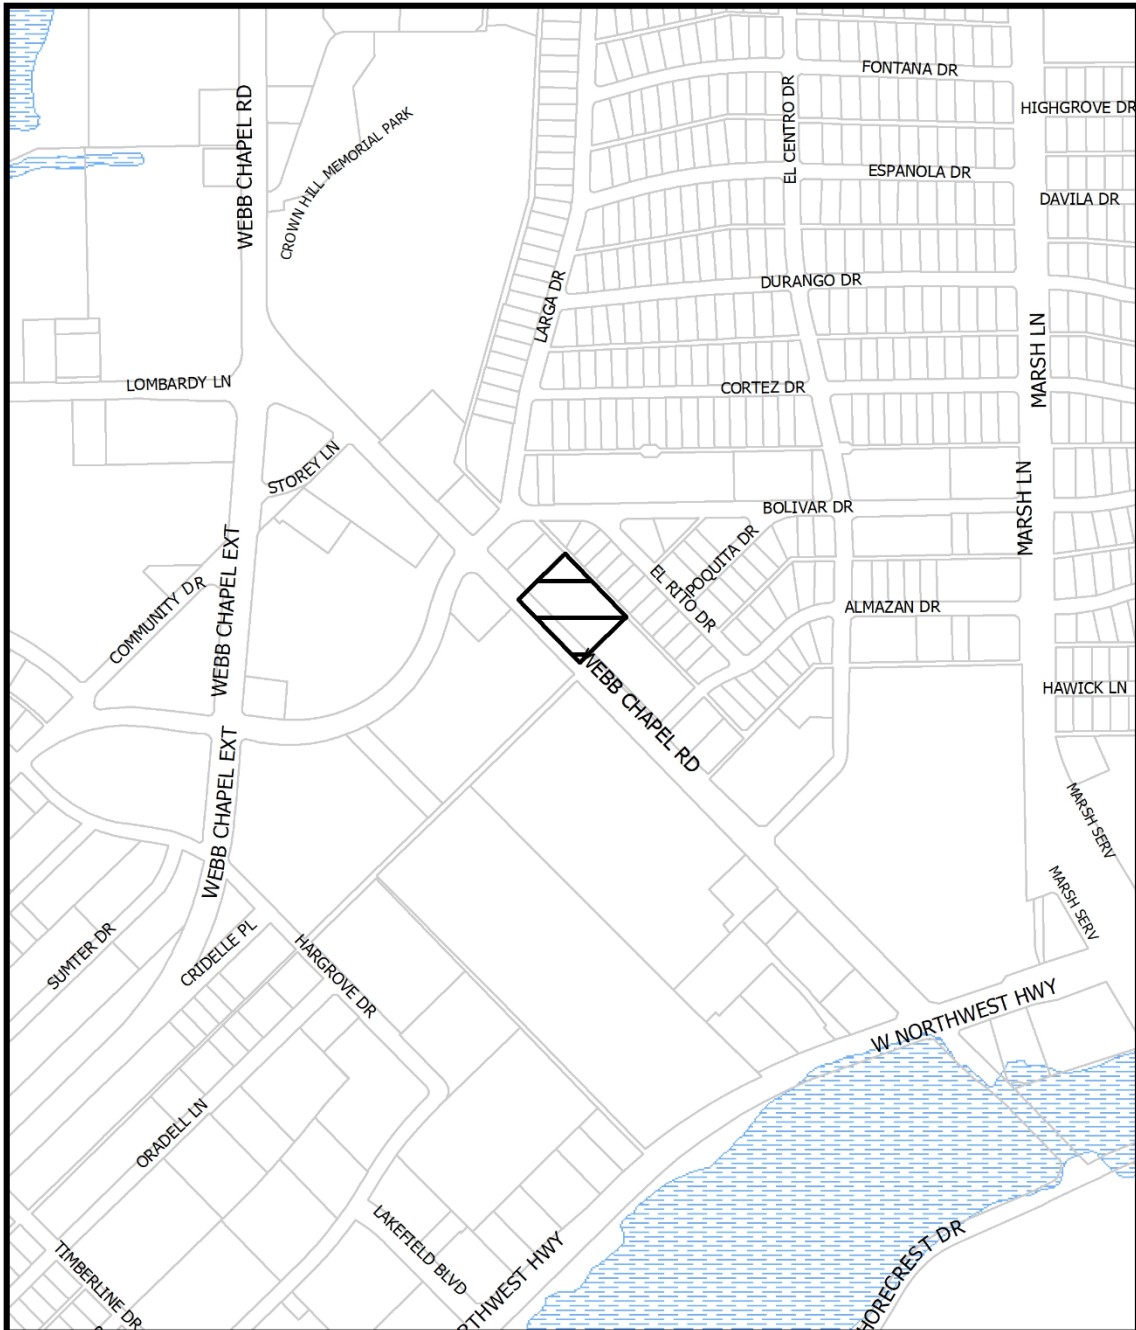 FONTANA DR
HIGHGROVE DR
EL CENTRO DR
WEBB CHAPEL RD
CROWN HILL MEMORIAL PARK
ESPANOLA DR
DAVILA DR
DURANGO DR
LARGA DR
MARSH LN
LOMBARDY LN
CORTEZ DR
STOREY LN
MARSH LN
BOLIVAR DR
POQUITA DR
WEBB CHAPEL EXT
EL RITO DR
COMMUNITY DR
ALMAZAN DR
WEBB CHAPEL RD
HAWICK LN
WEBB CHAPEL EXT
MARSH SERV
MARSH SERV
SUMTER DR
CRIDELLE PL
HARGROVE DR
W NORTHWEST HWY
ORADELL LN
LAKEFIELD BLVD
TIMBERLINE DR
RTHWEST HWY
HORECREST DR